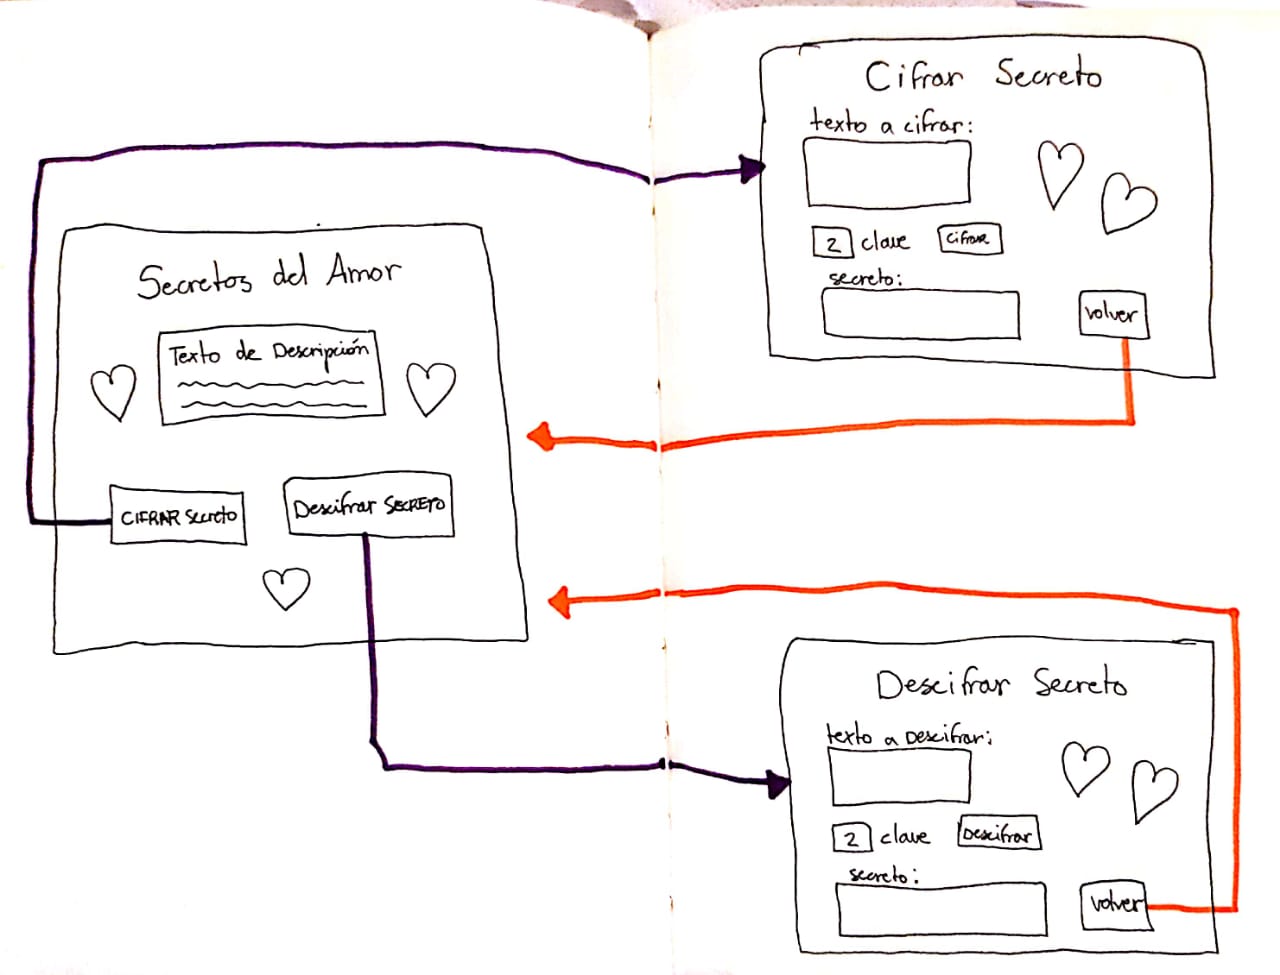 Secretos del Amor
Texto de Descripción
CIFRAR Secreto
Descifrar SECRETO
Cifrar Secreto
texto a cifrar:
2 clave cifrar
secreto:
volver
Descifrar Secreto
texto a Descifrar:
2 clave Descifrar
secreto:
volver